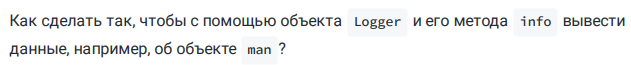 Как сделать так, чтобы с помощью объекта Logger и его метода info вывести
данные, например, об объекте man ?